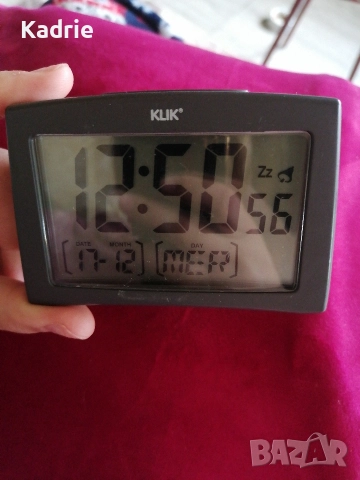 Kadrie
KLIK®
12:50 Zz
56
DATE MONTH DAY
17-12 MER
BAZAR